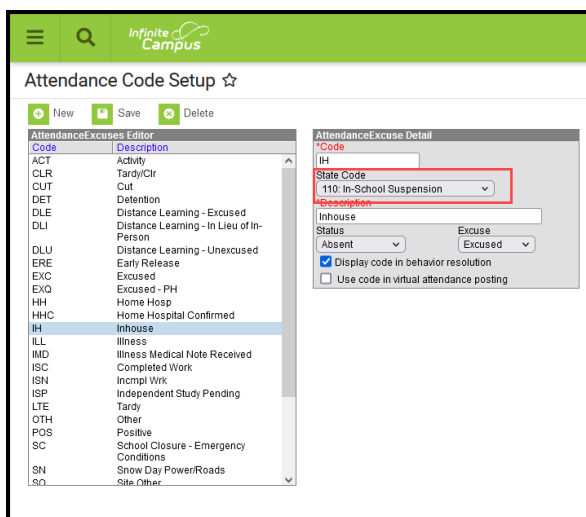 Infinite
Campus
Attendance Code Setup
New Save Delete
AttendanceExcuses Editor
Code Description
ACT Activity
CLR Tardy/Clr
CUT Cut
DET Detention
DLE Distance Learning - Excused
DLI Distance Learning - In Lieu of In-
Person
DLU Distance Learning - Unexcused
ERE Early Release
EXC Excused
EXQ Excused - PH
HH Home Hosp
HHC Home Hospital Confirmed
IH Inhouse
ILL Illness
IMD Illness Medical Note Received
ISC Completed Work
ISN Incmpl Wrk
ISP Independent Study Pending
LTE Tardy
OTH Other
POS Positive
SC School Closure - Emergency
Conditions
SN Snow Day Power/Roads
SO Site Other
AttendanceExcuse Detail
*Code
IH
State Code
110: In-School Suspension
*Description
Inhouse
Status Excuse
Absent Excused
Display code in behavior resolution
Use code in virtual attendance posting